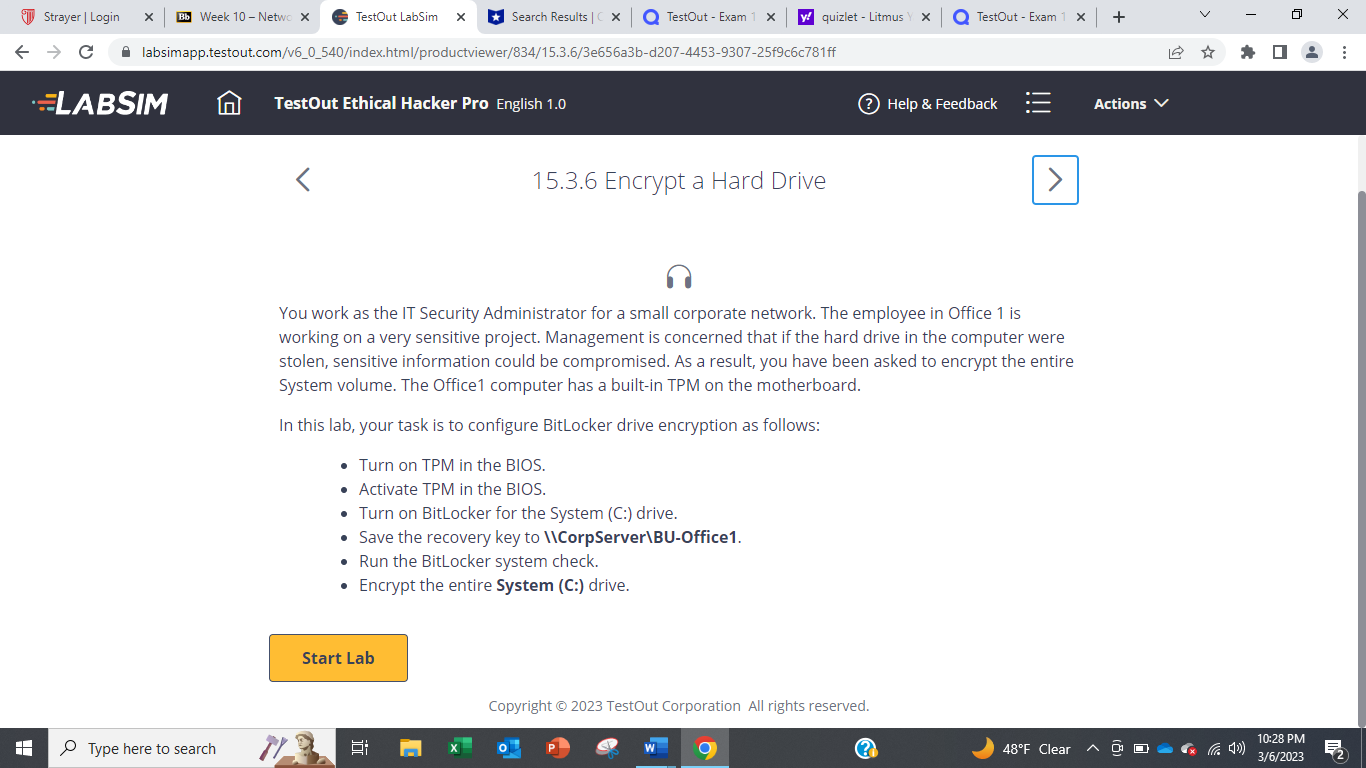 Strayer | Login
Week 10 – Netwo
TestOut LabSim
Search Results | C
TestOut - Exam T
quizlet - Litmus Y
TestOut - Exam T
labsimapp.testout.com/v6_0_540/index.html/productviewer/834/15.3.6/3e656a3b-d207-4453-9307-25f9c6c781ff
LABSIM
TestOut Ethical Hacker Pro English 1.0
Help & Feedback
Actions
15.3.6 Encrypt a Hard Drive
You work as the IT Security Administrator for a small corporate network. The employee in Office 1 is
working on a very sensitive project. Management is concerned that if the hard drive in the computer were
stolen, sensitive information could be compromised. As a result, you have been asked to encrypt the entire
System volume. The Office1 computer has a built-in TPM on the motherboard.
In this lab, your task is to configure BitLocker drive encryption as follows:
• Turn on TPM in the BIOS.
• Activate TPM in the BIOS.
• Turn on BitLocker for the System (C:) drive.
• Save the recovery key to \\CorpServer\BU-Office1.
• Run the BitLocker system check.
• Encrypt the entire System (C:) drive.
Start Lab
Copyright © 2023 TestOut Corporation All rights reserved.
Type here to search
48°F Clear
10:28 PM
3/6/2023
2